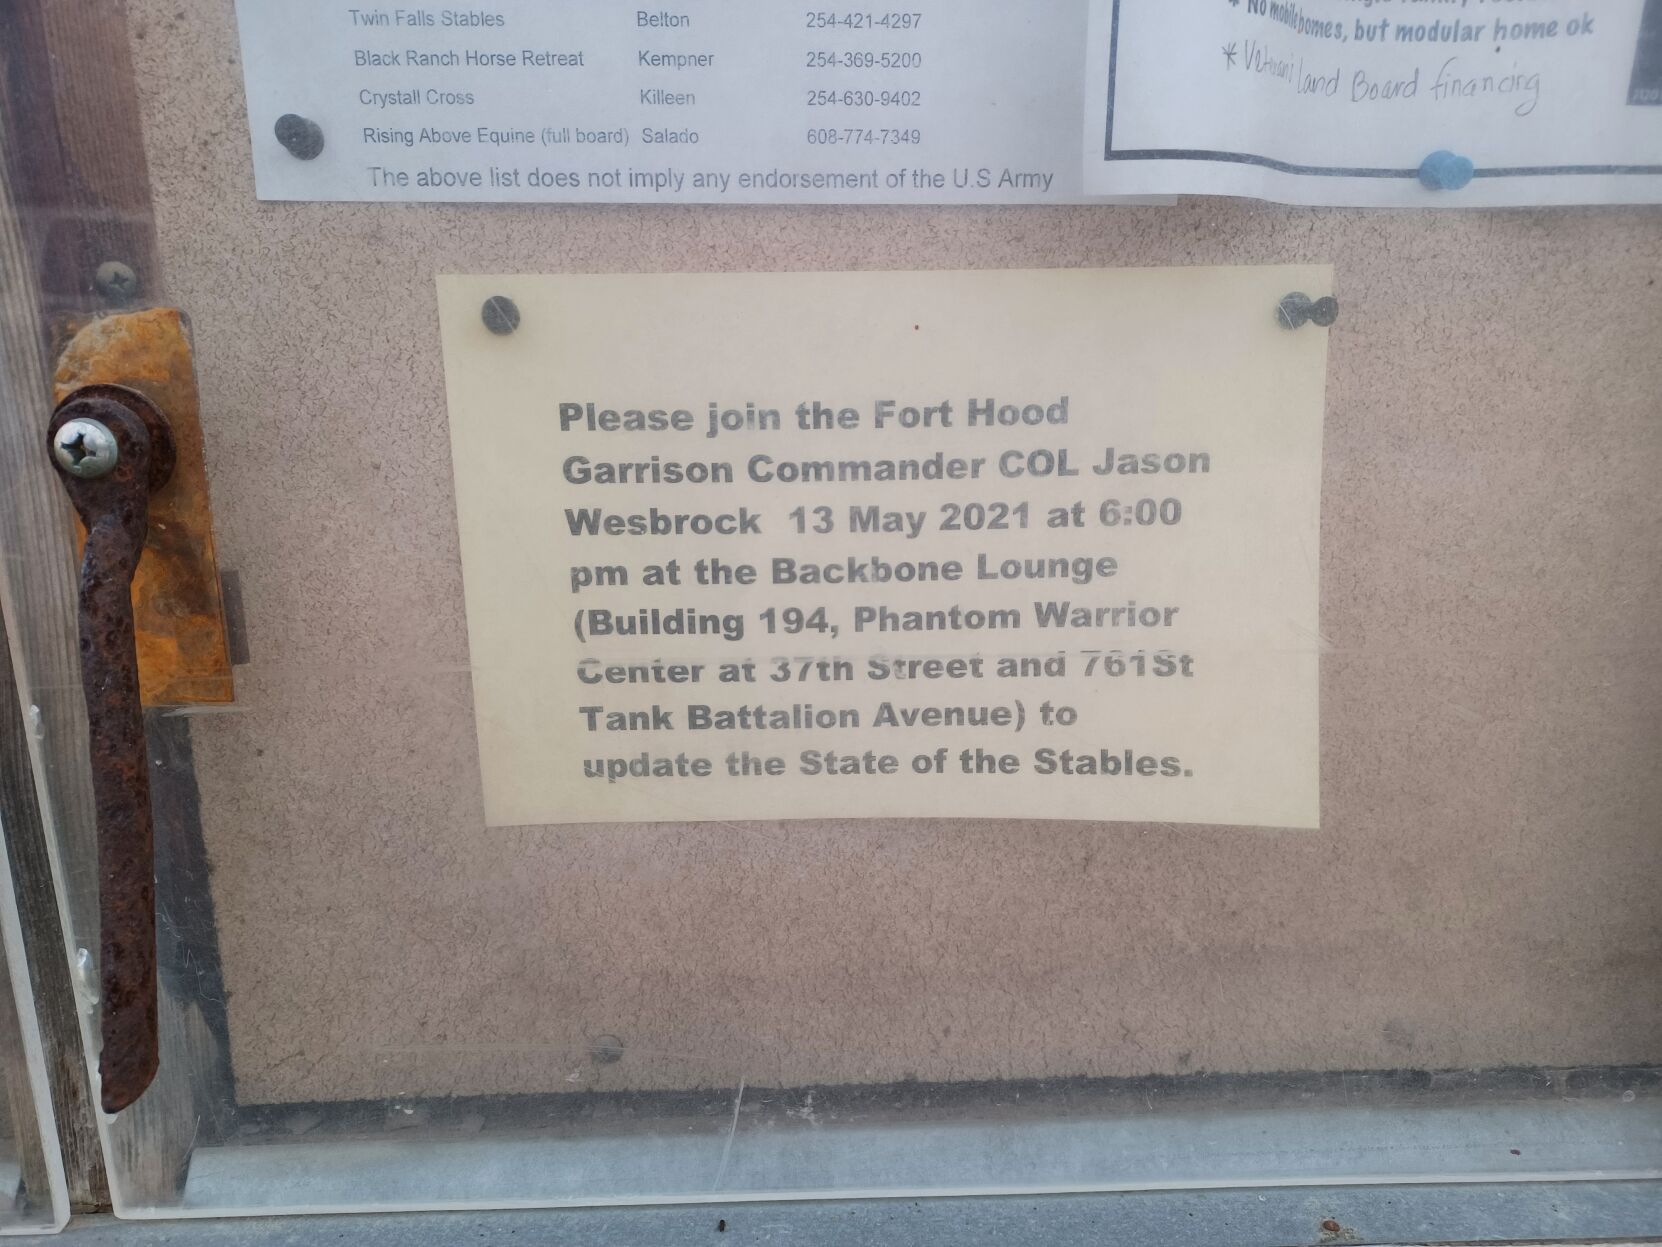 Twin Falls Stables Belton 254-421-4297
Black Ranch Horse Retreat Kempner 254-369-5200
Crystall Cross Killeen 254-630-9402
Rising Above Equine (full board) Salado 608-774-7349
The above list does not imply any endorsement of the U.S Army
* No mobile homes, but modular home ok
* Veterani land Board financing
Please join the Fort Hood
Garrison Commander COL Jason
Wesbrock 13 May 2021 at 6:00
pm at the Backbone Lounge
(Building 194, Phantom Warrior
Center at 37th Street and 761St
Tank Battalion Avenue) to
update the State of the Stables.